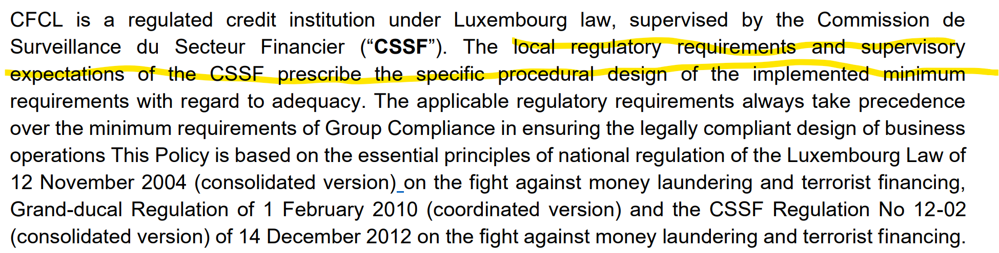 CFCL is a regulated credit institution under Luxembourg law, supervised by the Commission de
Surveillance du Secteur Financier (“CSSF”). The local regulatory requirements and supervisory
expectations of the CSSF prescribe the specific procedural design of the implemented minimum
requirements with regard to adequacy. The applicable regulatory requirements always take precedence
over the minimum requirements of Group Compliance in ensuring the legally compliant design of business
operations This Policy is based on the essential principles of national regulation of the Luxembourg Law of
12 November 2004 (consolidated version) on the fight against money laundering and terrorist financing,
Grand-ducal Regulation of 1 February 2010 (coordinated version) and the CSSF Regulation No 12-02
(consolidated version) of 14 December 2012 on the fight against money laundering and terrorist financing.